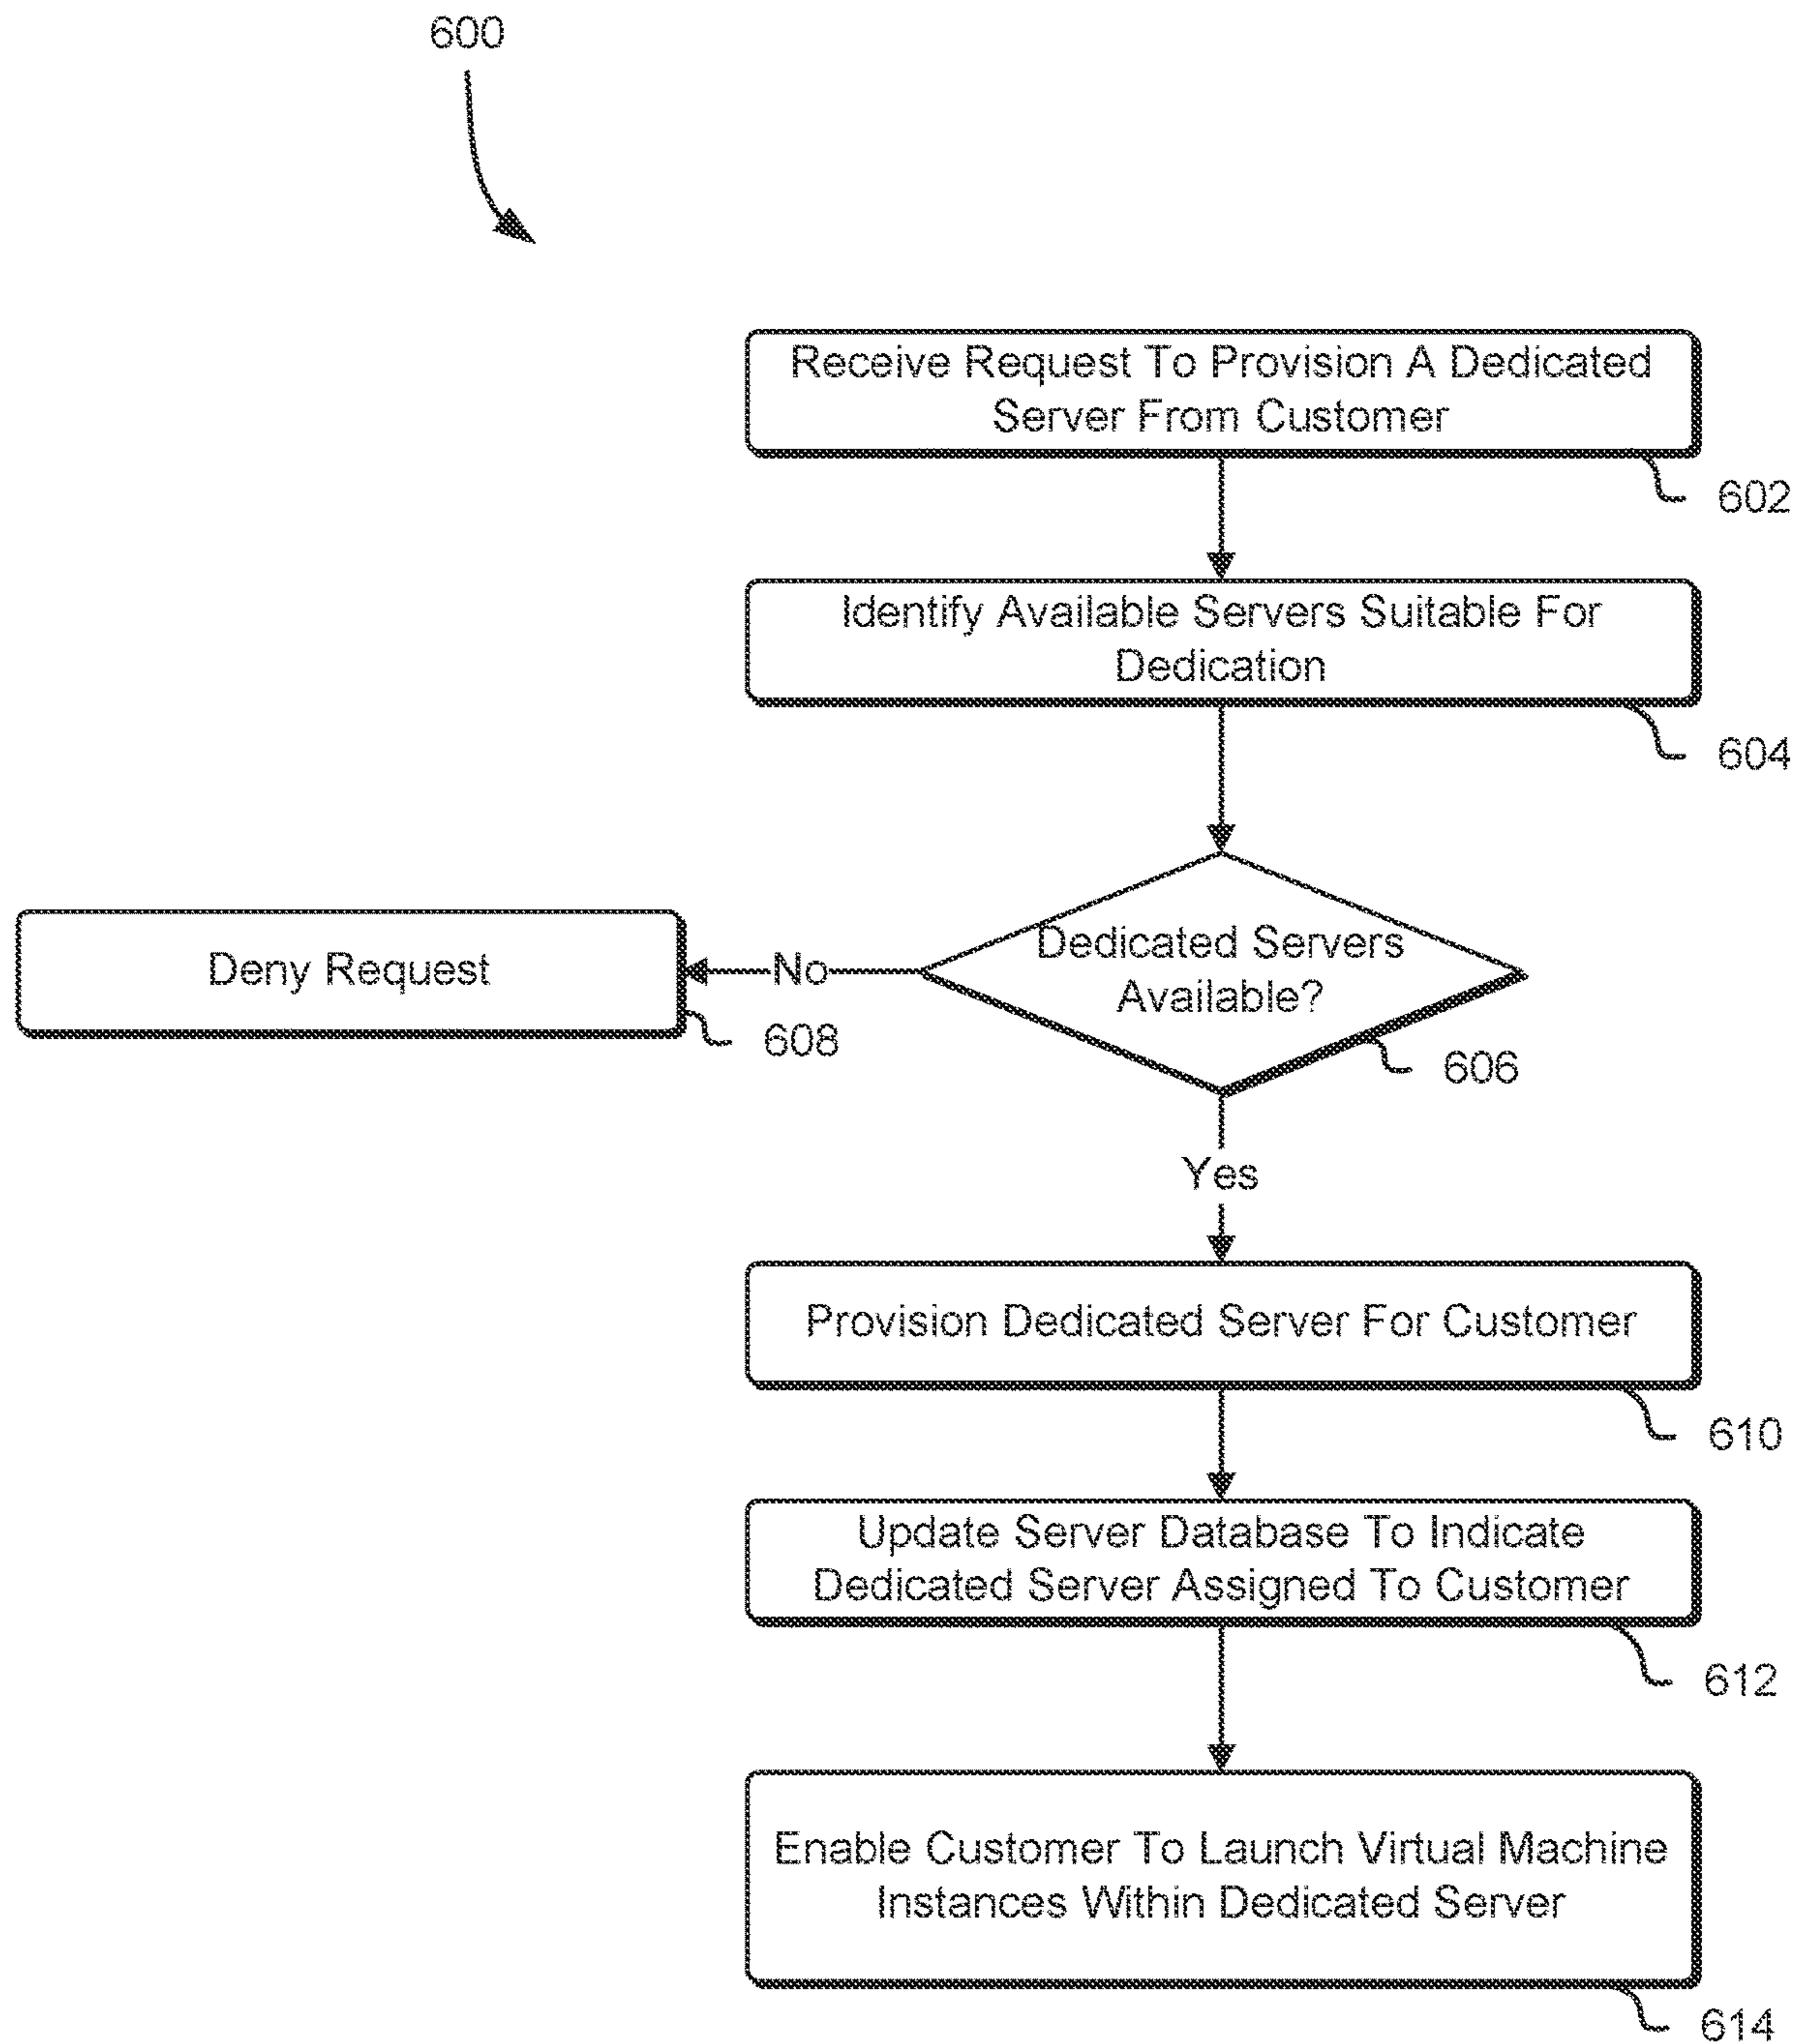 600
Receive Request To Provision A Dedicated
Server From Customer
602
Identify Available Servers Suitable For
Dedication
604
Dedicated Servers
Available?
606
No
Deny Request
608
Yes
Provision Dedicated Server For Customer
610
Update Server Database To Indicate
Dedicated Server Assigned To Customer
612
Enable Customer To Launch Virtual Machine
Instances Within Dedicated Server
614